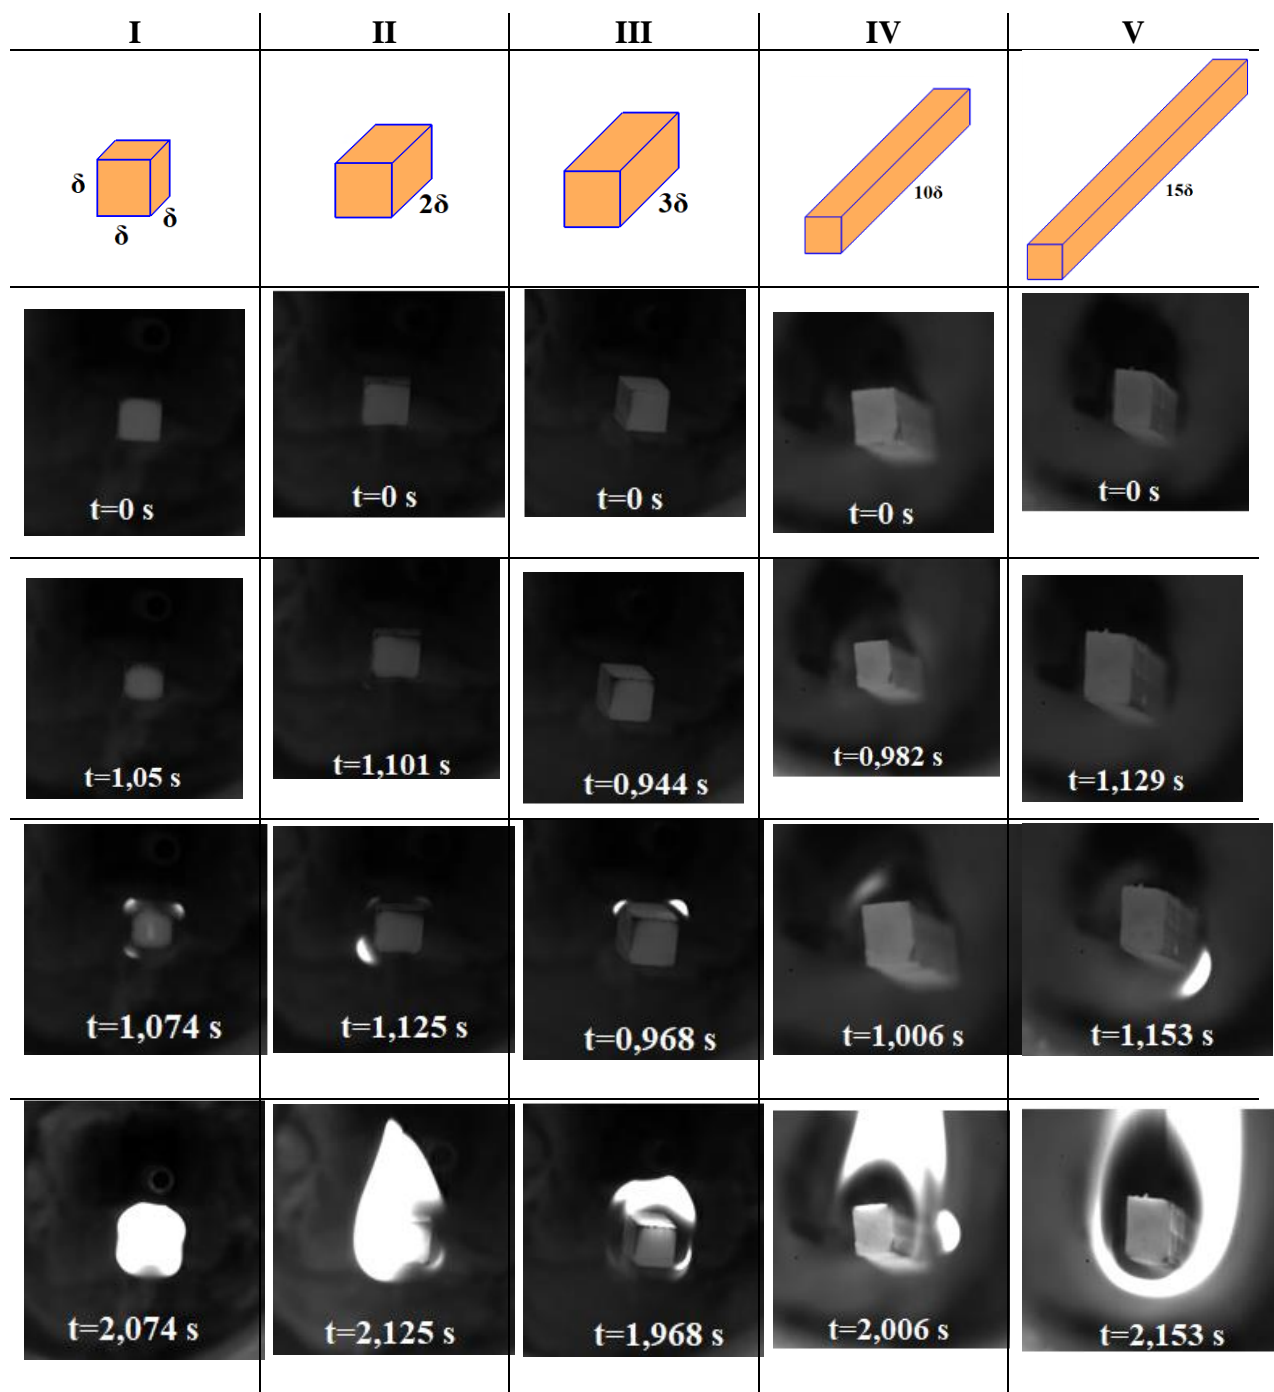 I II III IV V
δ δ δ 2δ 3δ 10δ 15δ
t=0 s t=0 s t=0 s t=0 s t=0 s
t=1,05 s t=1,101 s t=0,944 s t=0,982 s t=1,129 s
t=1,074 s t=1,125 s t=0,968 s t=1,006 s t=1,153 s
t=2,074 s t=2,125 s t=1,968 s t=2,006 s t=2,153 s